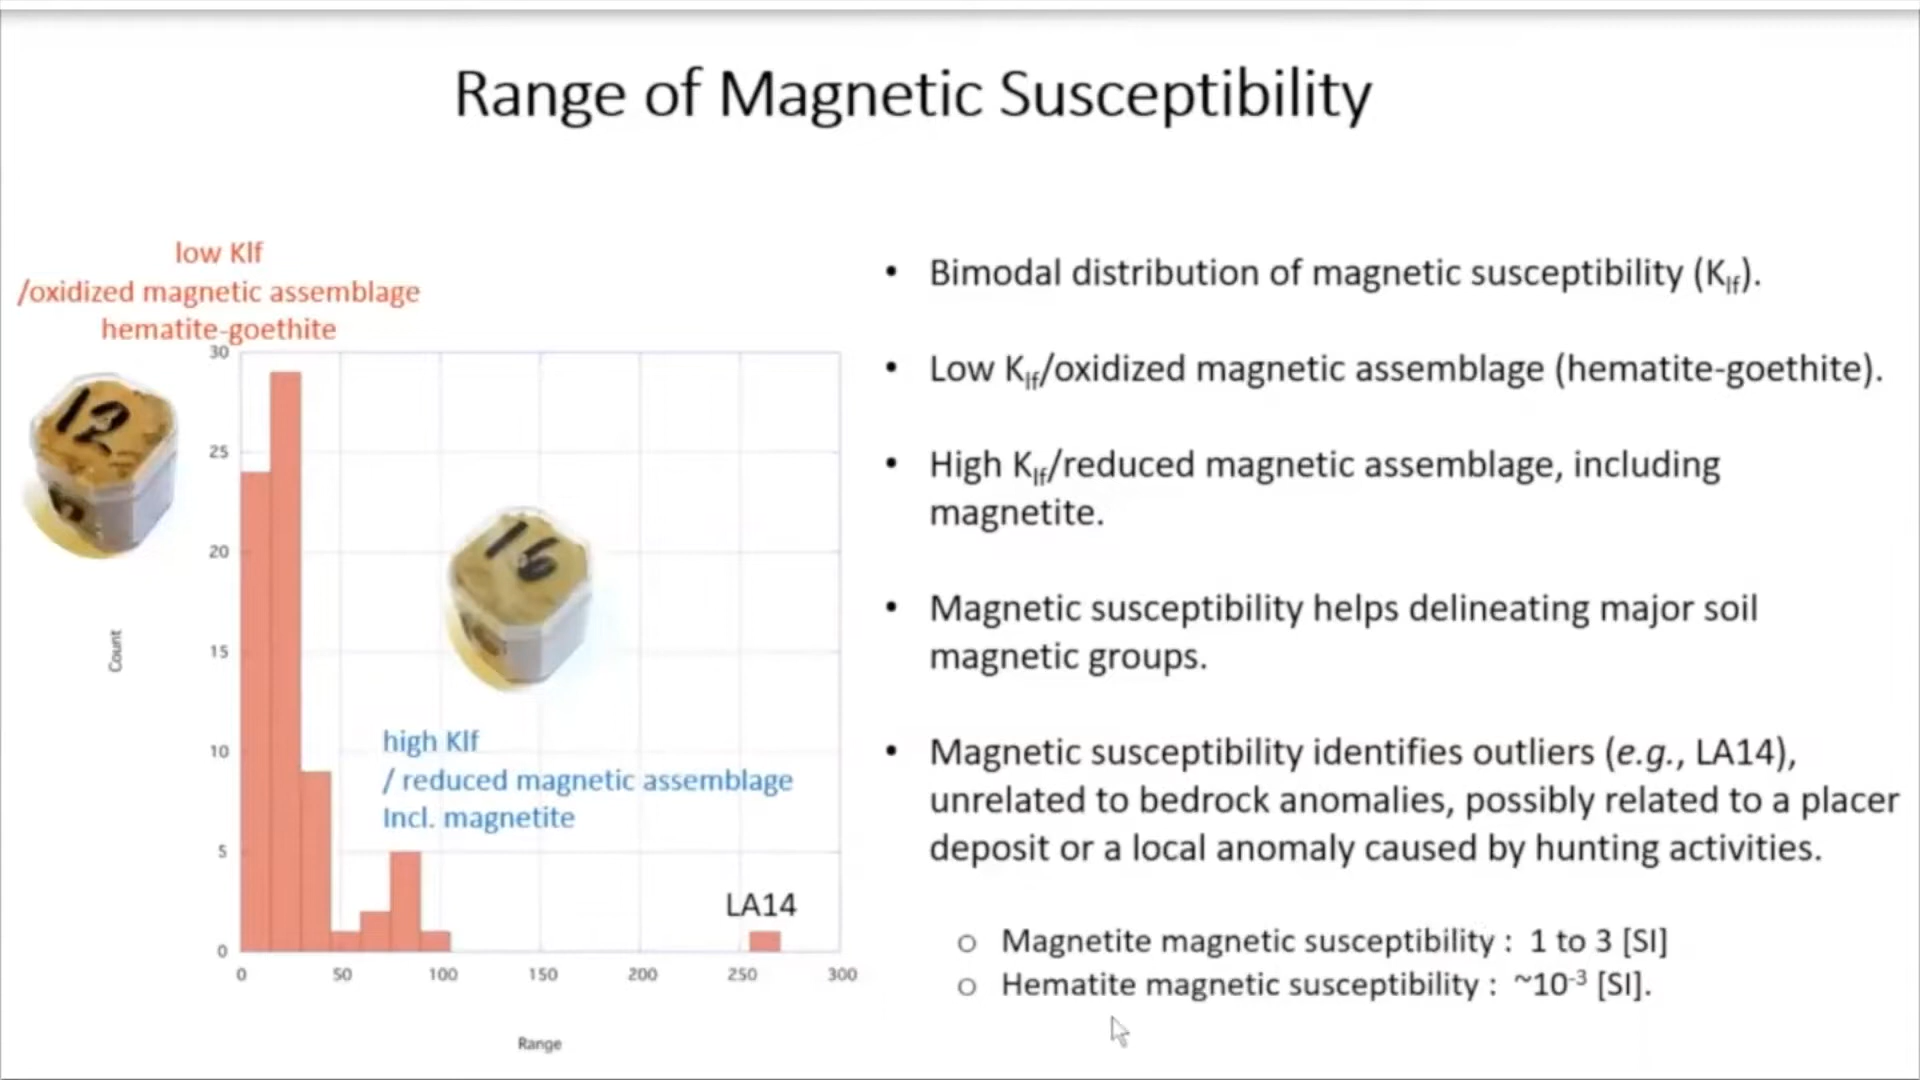 Range of Magnetic Susceptibility
low Klf
/oxidized magnetic assemblage
hematite-goethite
12
16
high Klf
/ reduced magnetic assemblage
Incl. magnetite
LA14
30
25
20
15
10
5
0
0 50 100 150 200 250 300
Count
Range
• Bimodal distribution of magnetic susceptibility (Klf).
• Low Klf/oxidized magnetic assemblage (hematite-goethite).
• High Klf/reduced magnetic assemblage, including
magnetite.
• Magnetic susceptibility helps delineating major soil
magnetic groups.
• Magnetic susceptibility identifies outliers (e.g., LA14),
unrelated to bedrock anomalies, possibly related to a placer
deposit or a local anomaly caused by hunting activities.
o Magnetite magnetic susceptibility : 1 to 3 [SI]
o Hematite magnetic susceptibility : ~10⁻³ [SI].